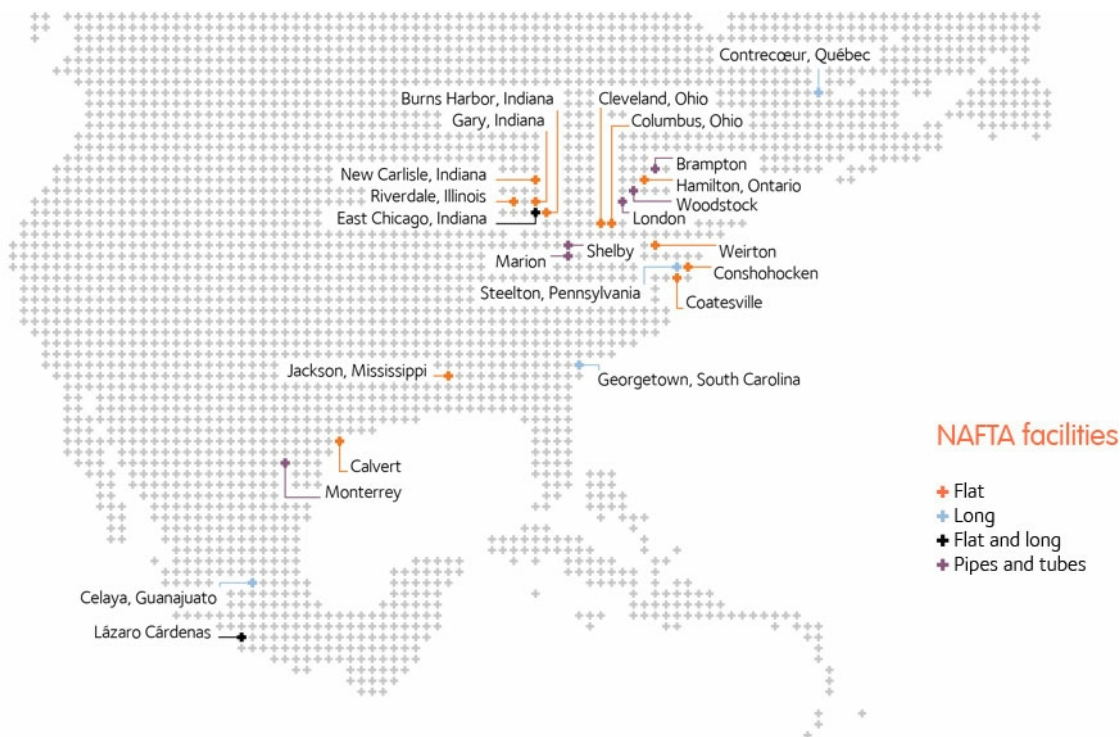 Contrecœur, Québec
Burns Harbor, Indiana
Cleveland, Ohio
Gary, Indiana
Columbus, Ohio
Brampton
New Carlisle, Indiana
Hamilton, Ontario
Riverdale, Illinois
Woodstock
East Chicago, Indiana
London
Shelby
Weirton
Marion
Conshohocken
Steelton, Pennsylvania
Coatesville
Jackson, Mississippi
Georgetown, South Carolina
NAFTA facilities
Calvert
Monterrey
Flat
Long
Flat and long
Pipes and tubes
Celaya, Guanajuato
Lázaro Cárdenas